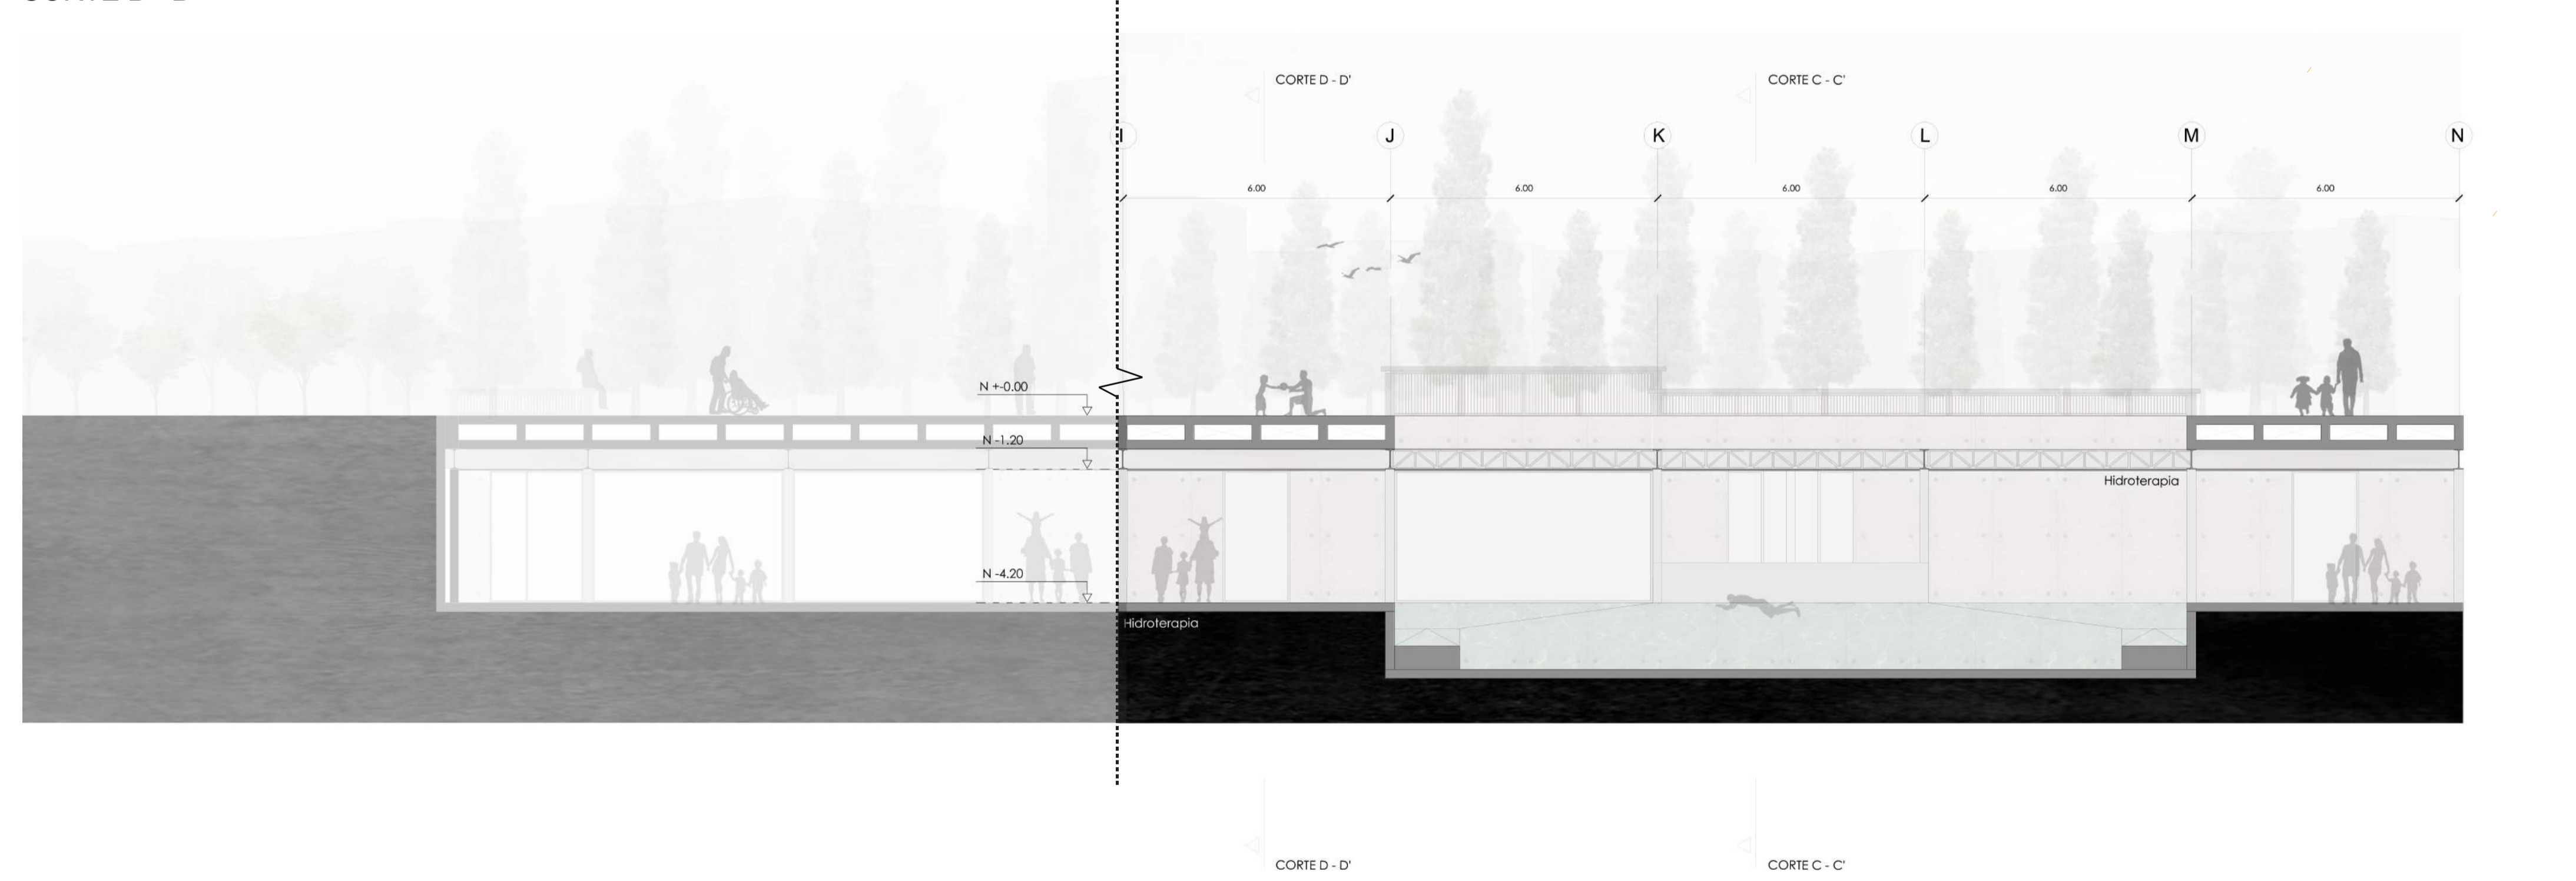 CORTE D - D' CORTE C - C'
I J K L M N
6.00 6.00 6.00 6.00 6.00
N +-0.00
N -1.20
Hidroterapia
N -4.20
Hidroterapia
CORTE D - D' CORTE C - C'